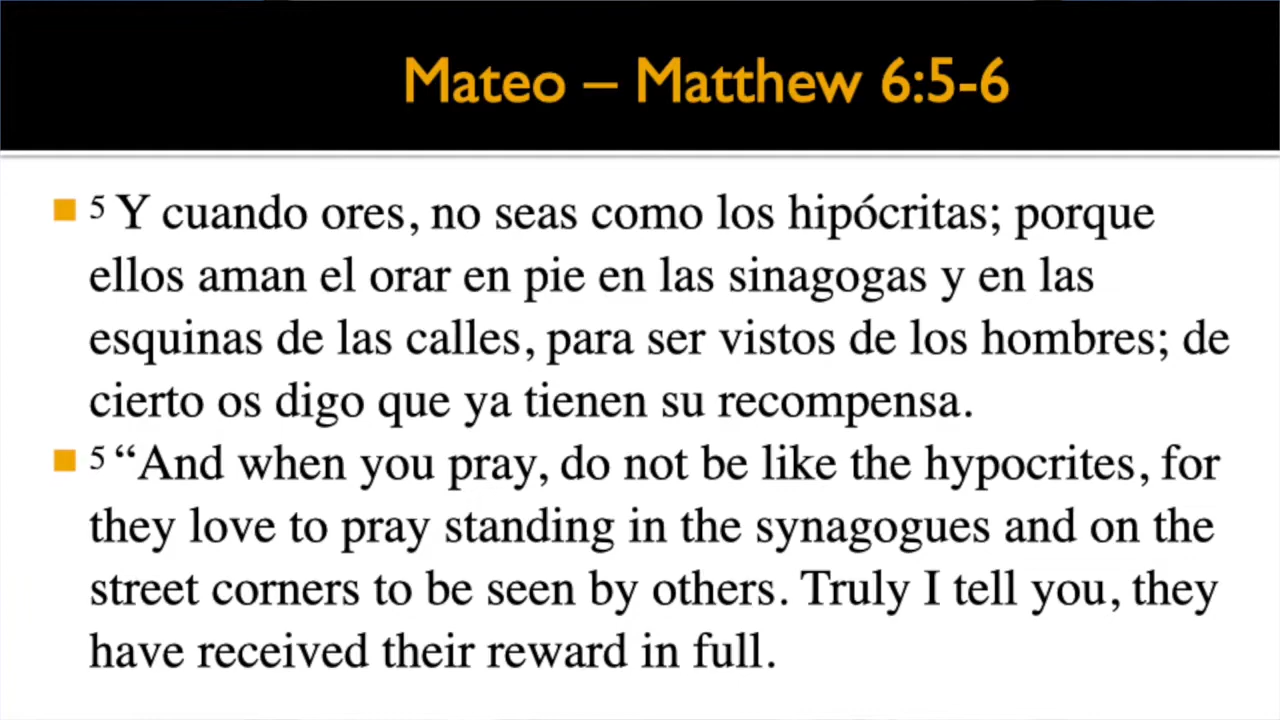 Mateo – Matthew 6:5-6
5 Y cuando ores, no seas como los hipócritas; porque
ellos aman el orar en pie en las sinagogas y en las
esquinas de las calles, para ser vistos de los hombres; de
cierto os digo que ya tienen su recompensa.
5 “And when you pray, do not be like the hypocrites, for
they love to pray standing in the synagogues and on the
street corners to be seen by others. Truly I tell you, they
have received their reward in full.